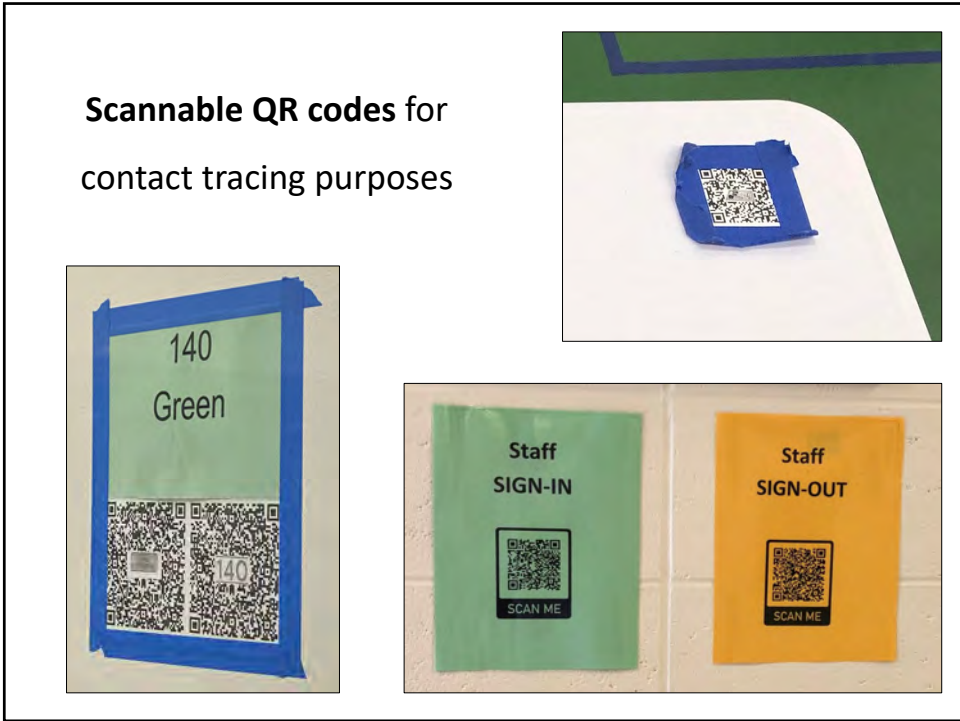 Scannable QR codes for
contact tracing purposes
140
Green
140
Staff
SIGN-IN
SCAN ME
Staff
SIGN-OUT
SCAN ME